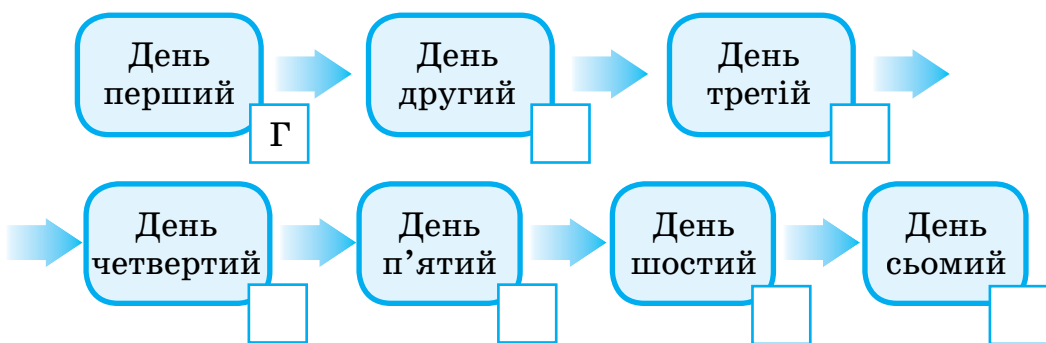 День
перший
Г
День
другий
День
третій
День
четвертий
День
п’ятий
День
шостий
День
сьомий